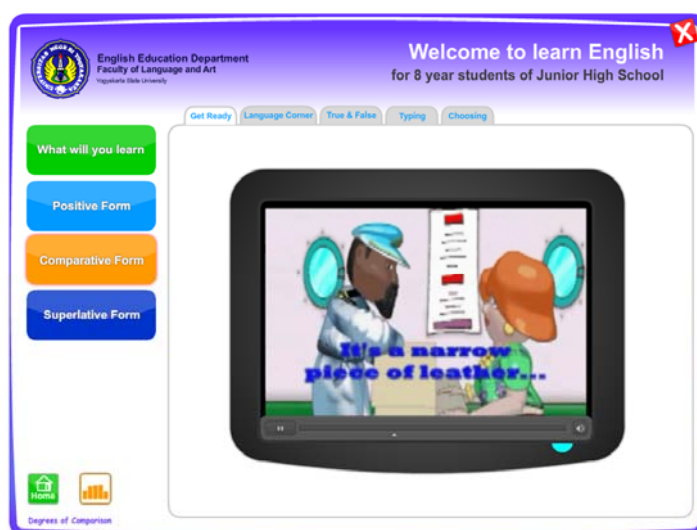 English Education Department
Faculty of Language and Art
Yogyakarta State University
Welcome to learn English
for 8 year students of Junior High School
Get Ready
Language Corner
True & False
Typing
Choosing
What will you learn
Positive Form
Comparative Form
Superlative Form
It's a narrow
piece of leather...
Home
Degrees of Comparison